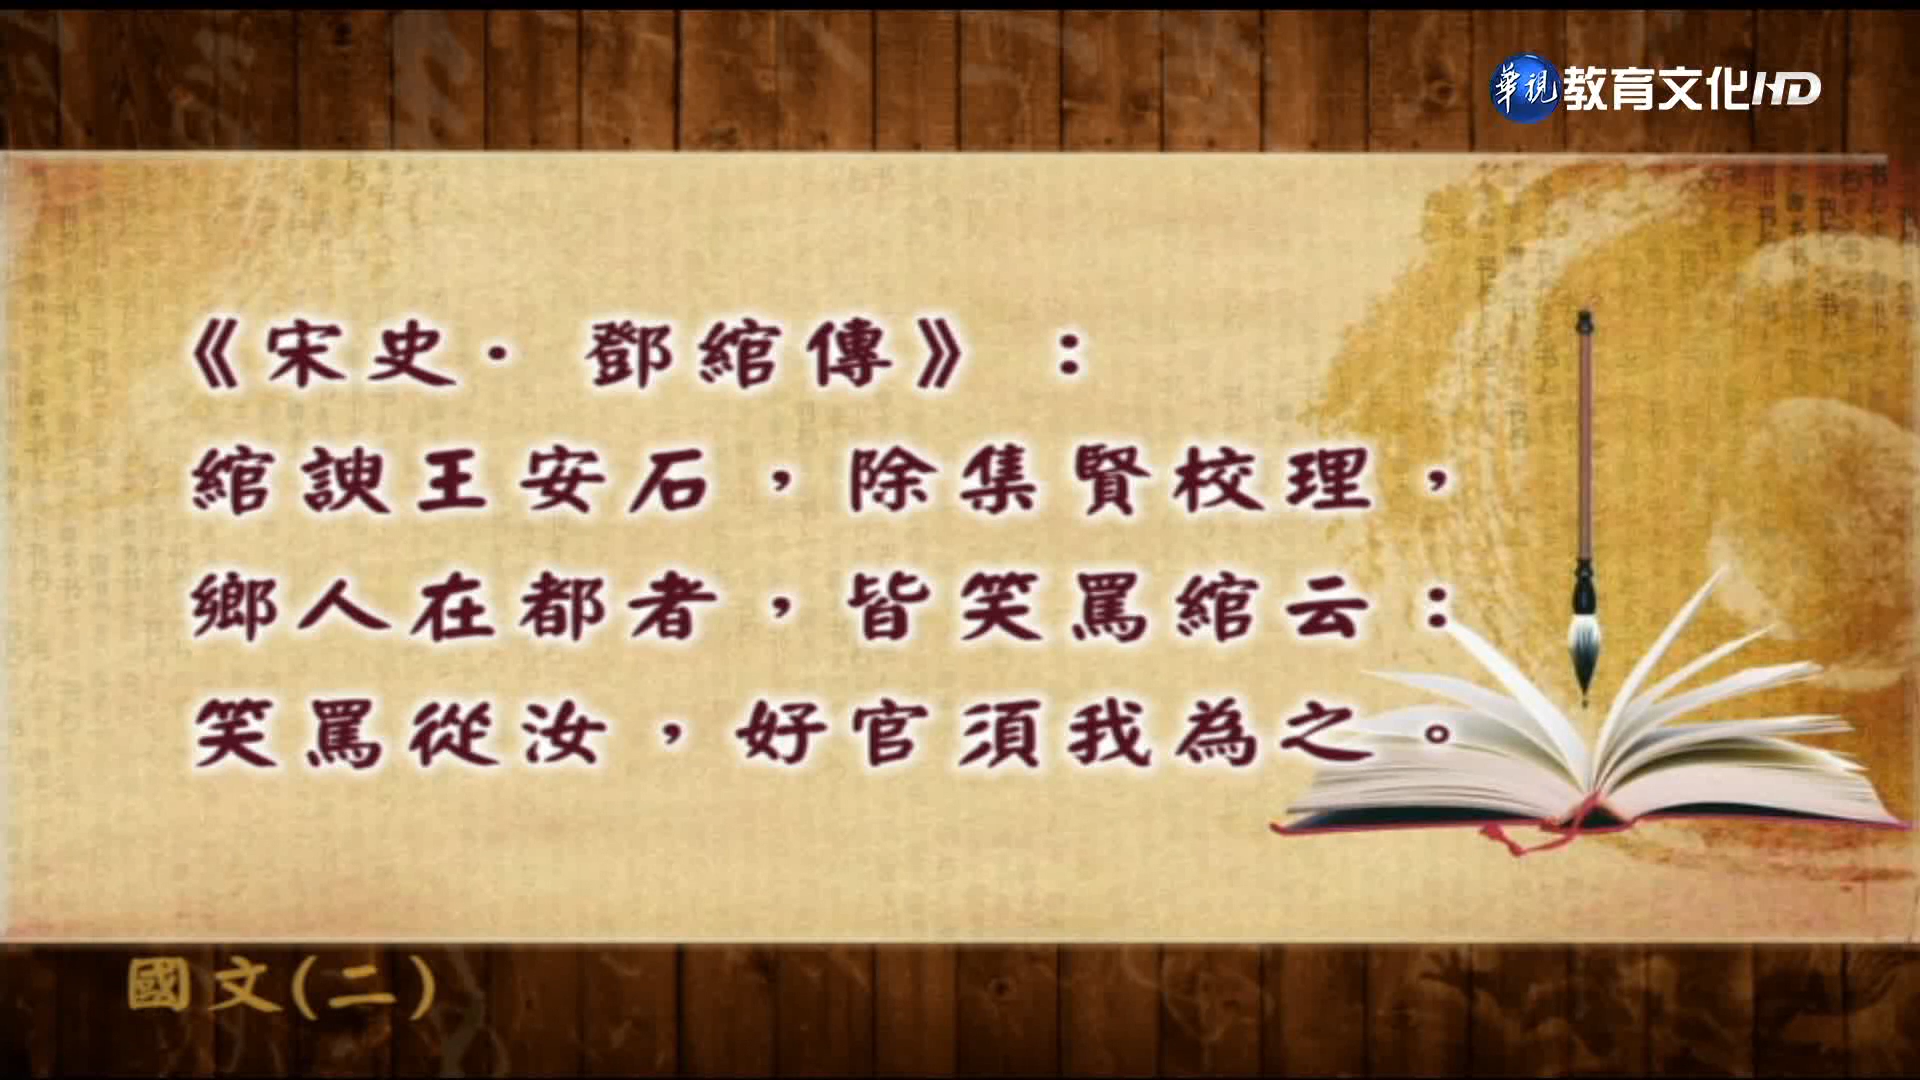 華視教育文化HD
《宋史·鄧綰傳》：
綰諛王安石，除集賢校理，
鄉人在都者，皆笑罵綰云：
笑罵從汝，好官須我為之。
國文(二)